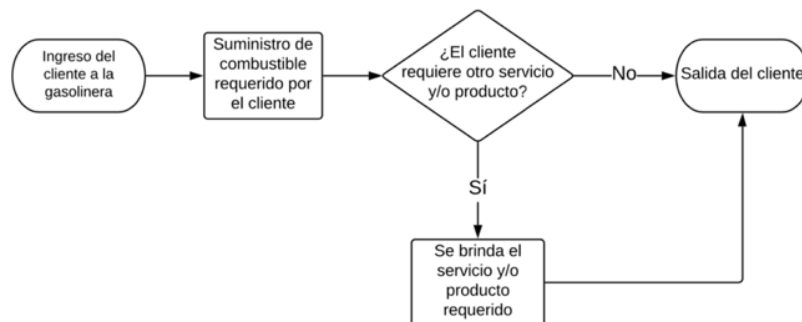 Ingreso del
cliente a la
gasolinera
Suministro de
combustible
requerido por
el cliente
¿El cliente
requiere otro servicio
y/o producto?
No
Salida del cliente
Sí
Se brinda el
servicio y/o
producto
requerido